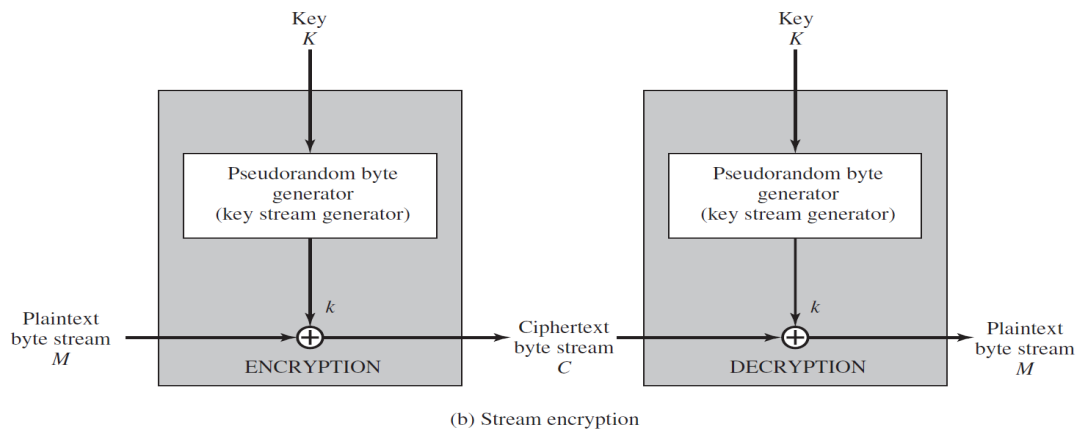 Key
K
Pseudorandom byte
generator
(key stream generator)
k
Plaintext
byte stream
M
ENCRYPTION
Ciphertext
byte stream
C
Key
K
Pseudorandom byte
generator
(key stream generator)
k
DECRYPTION
Plaintext
byte stream
M
(b) Stream encryption